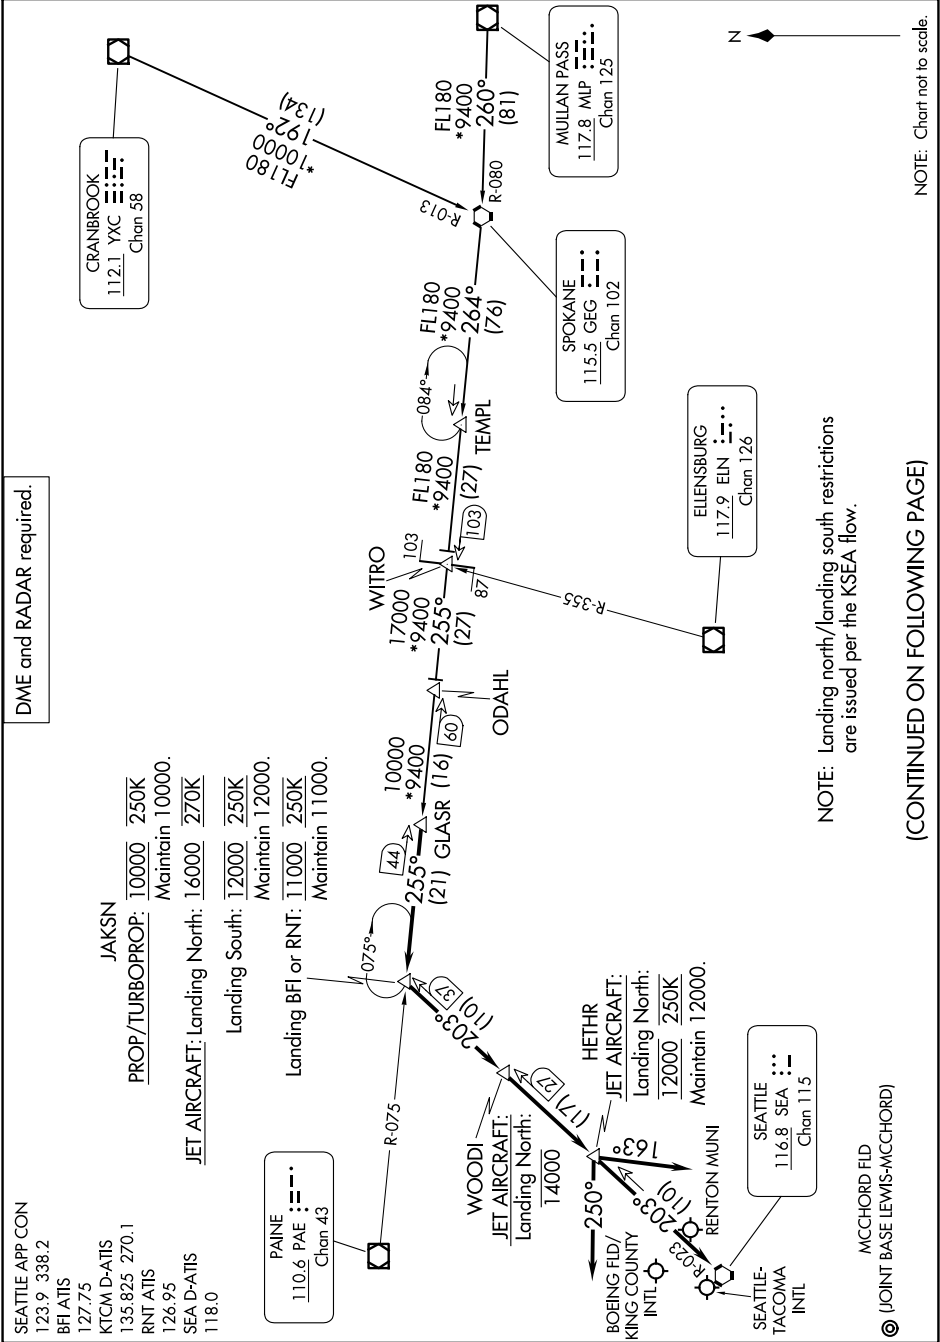 SEATTLE APP CON
123.9 338.2
BFI ATIS
127.75
KTCM D-ATIS
135.825 270.1
RNT ATIS
126.95
SEA D-ATIS
118.0
DME and RADAR required.
JAKSN
PROP/TURBOPROP: 10000 250K
Maintain 10000.
JET AIRCRAFT: Landing North: 16000 270K
Landing South: 12000 250K
Maintain 12000.
Landing BFI or RNT: 11000 250K
Maintain 11000.
CRANBROOK
112.1 YXC
Chan 58
FL180
*10000
192°
(134)
R-013
MULLAN PASS
117.8 MLP
Chan 125
FL180
*9400
260°
(81)
R-080
SPOKANE
115.5 GEG
Chan 102
FL180
*9400
264°
(76)
084°
TEMPL
FL180
*9400
(27)
103
WITRO
103
87
R-355
ELLENSBURG
117.9 ELN
Chan 126
17000
*9400
255°
(27)
ODAHL
60
10000
*9400
(16)
GLASR
44
255°
(21)
075°
PAINE
110.6 PAE
Chan 43
R-075
37
203°
(10)
WOODI
JET AIRCRAFT:
Landing North:
14000
27
(17)
HETHR
JET AIRCRAFT:
Landing North:
12000 250K
Maintain 12000.
250°
163°
203°
(10)
R-023
BOEING FLD/
KING COUNTY
INTL
RENTON MUNI
SEATTLE-
TACOMA
INTL
SEATTLE
116.8 SEA
Chan 115
MCCHORD FLD
(JOINT BASE LEWIS-MCCHORD)
NOTE: Landing north/landing south restrictions
are issued per the KSEA flow.
(CONTINUED ON FOLLOWING PAGE)
N
NOTE: Chart not to scale.